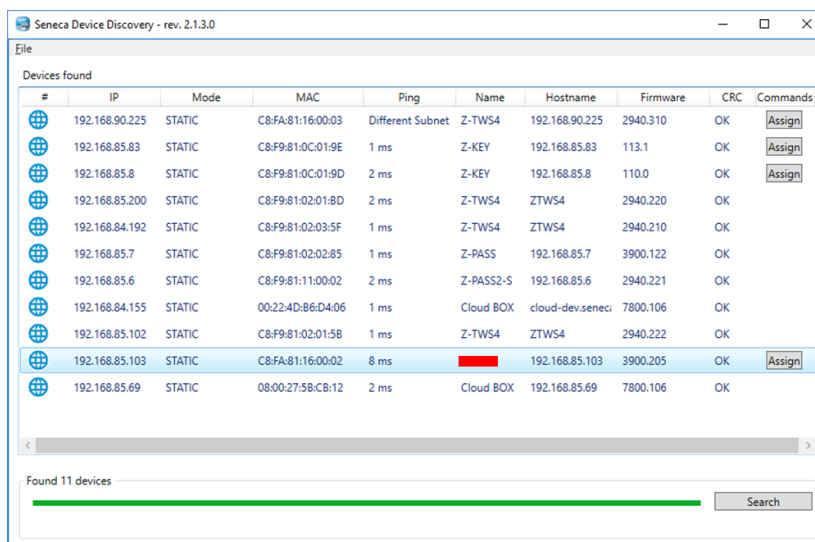 Seneca Device Discovery - rev. 2.1.3.0
File
Devices found
# IP Mode MAC Ping Name Hostname Firmware CRC Commands
192.168.90.225 STATIC C8:FA:81:16:00:03 Different Subnet Z-TWS4 192.168.90.225 2940.310 OK Assign
192.168.85.83 STATIC C8:F9:81:0C:01:9E 1 ms Z-KEY 192.168.85.83 113.1 OK Assign
192.168.85.8 STATIC C8:F9:81:0C:01:9D 2 ms Z-KEY 192.168.85.8 110.0 OK Assign
192.168.85.200 STATIC C8:F9:81:02:01:BD 2 ms Z-TWS4 ZTWS4 2940.220 OK
192.168.84.192 STATIC C8:F9:81:02:03:5F 1 ms Z-TWS4 ZTWS4 2940.210 OK
192.168.85.7 STATIC C8:F9:81:02:02:85 1 ms Z-PASS 192.168.85.7 3900.122 OK
192.168.85.6 STATIC C8:F9:81:11:00:02 2 ms Z-PASS2-S 192.168.85.6 2940.221 OK
192.168.84.155 STATIC 00:22:4D:B6:D4:06 1 ms Cloud BOX cloud-dev.seneca 7800.106 OK
192.168.85.102 STATIC C8:F9:81:02:01:5B 1 ms Z-TWS4 ZTWS4 2940.222 OK
192.168.85.103 STATIC C8:FA:81:16:00:02 8 ms 192.168.85.103 3900.205 OK Assign
192.168.85.69 STATIC 08:00:27:5B:CB:12 2 ms Cloud BOX 192.168.85.69 7800.106 OK
Found 11 devices
Search